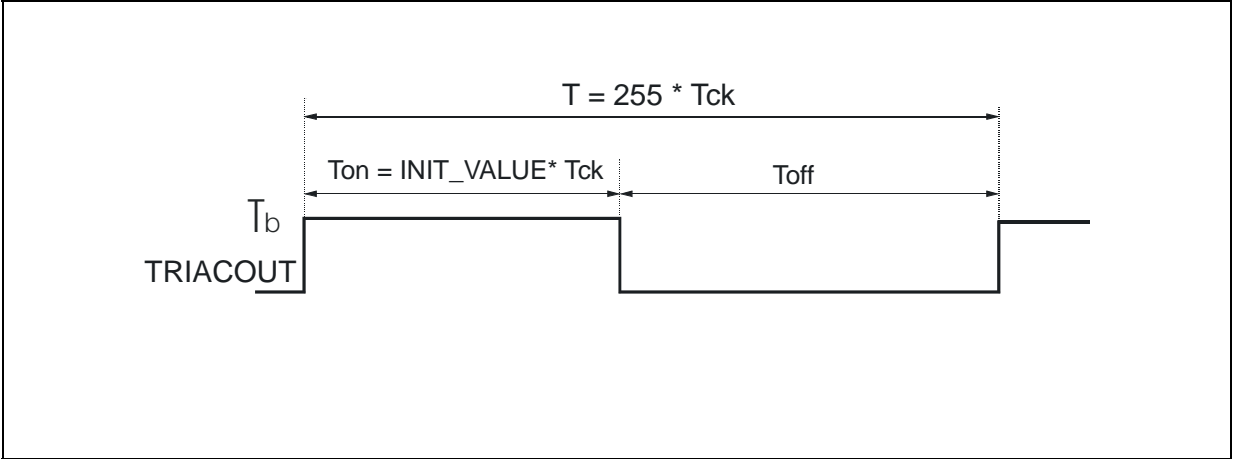 T = 255 * Tck
Ton = INIT_VALUE* Tck
Toff
Tb
TRIACOUT